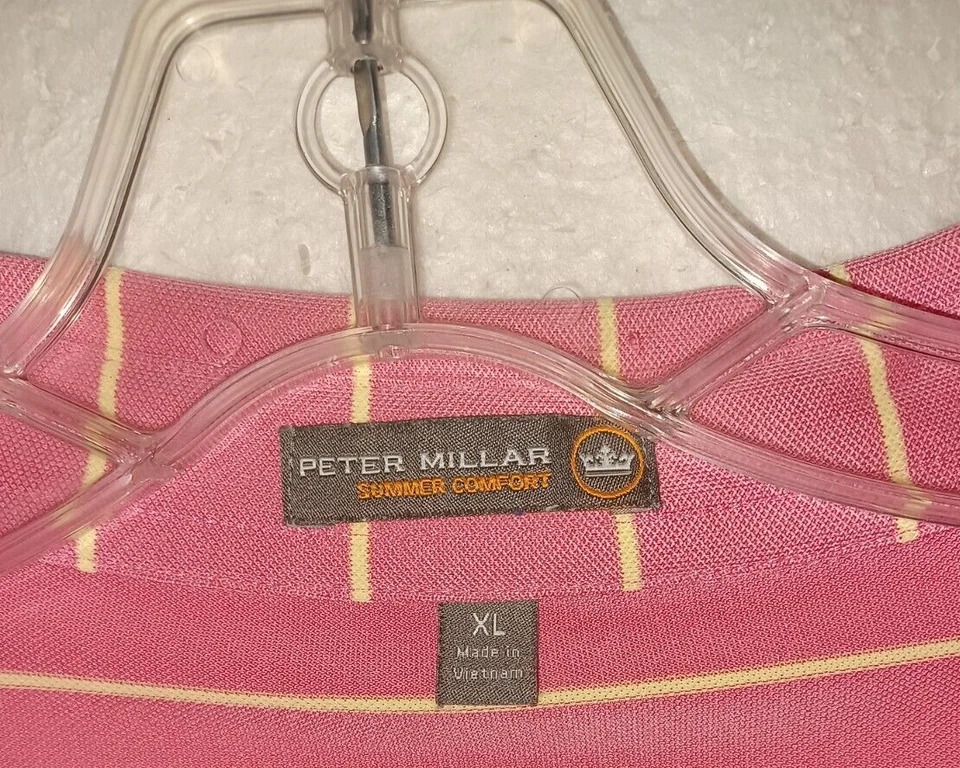 PETER MILLAR
SUMMER COMFORT
XL
Made in
Vietnam